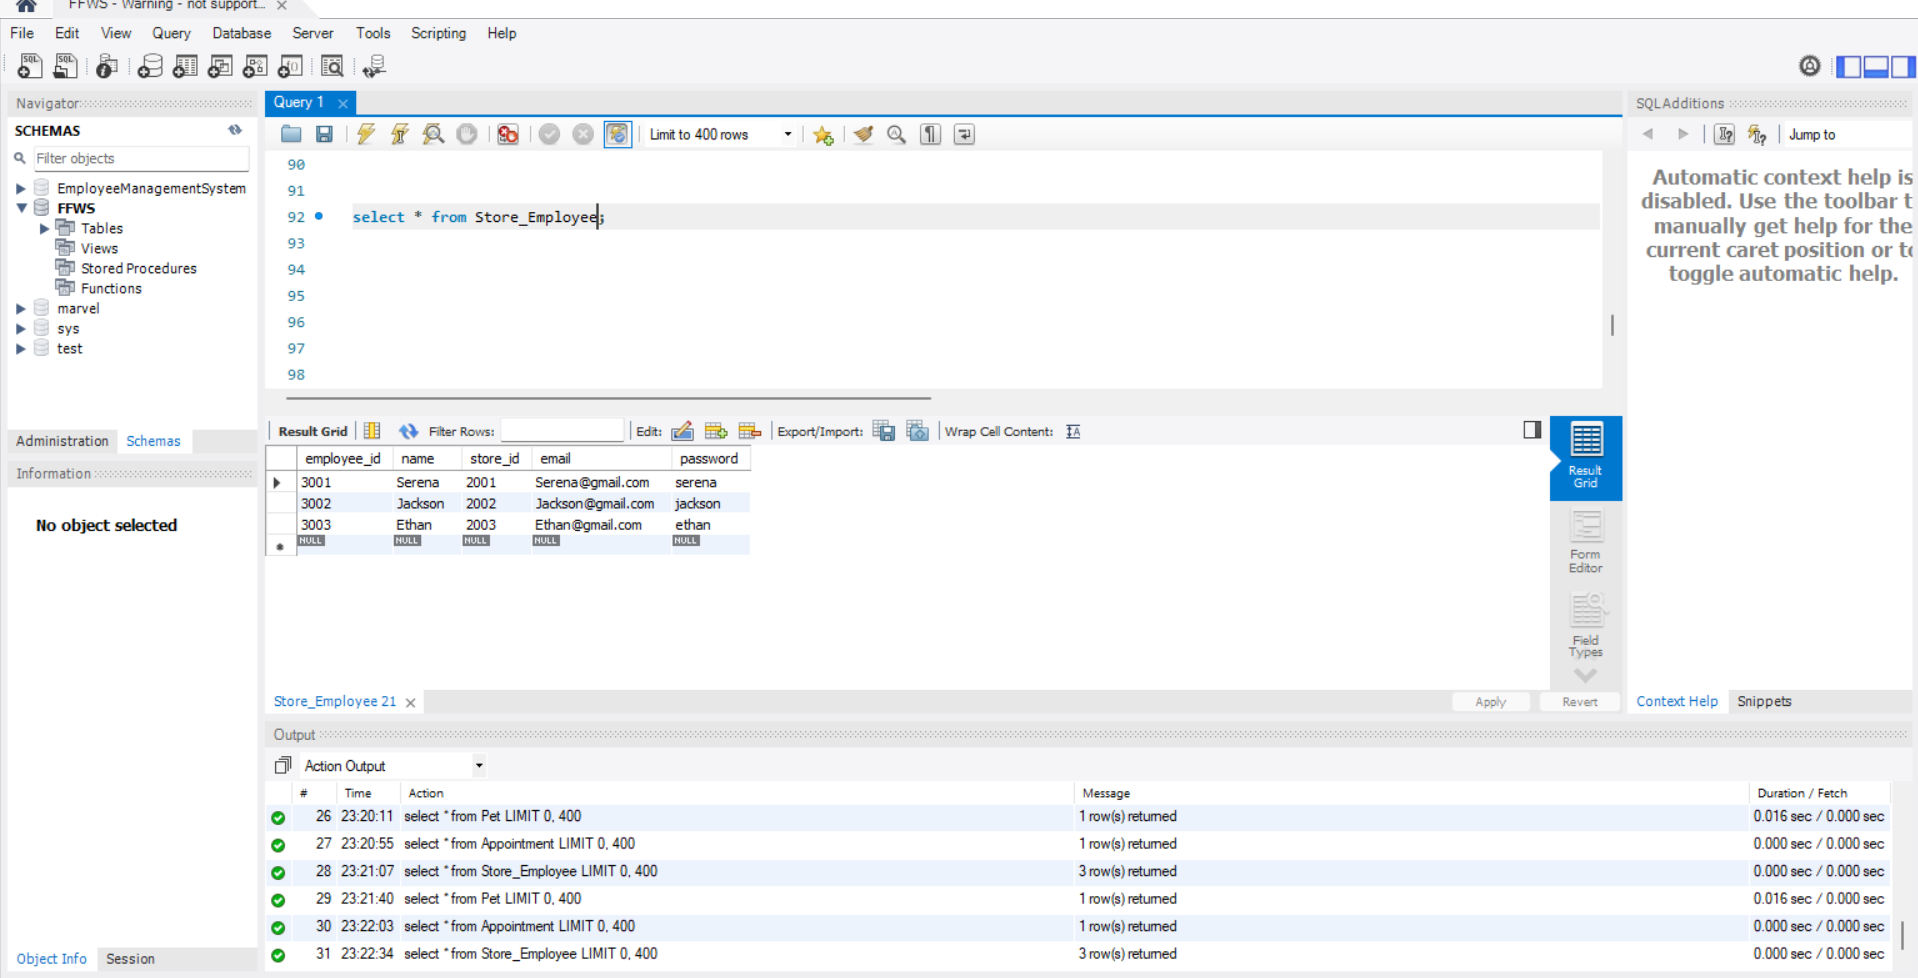 FFWS - Warning - not support...
File Edit View Query Database Server Tools Scripting Help
Navigator
SCHEMAS
Filter objects
EmployeeManagementSystem
FFWS
Tables
Views
Stored Procedures
Functions
marvel
sys
test
Administration Schemas
Information
No object selected
Object Info Session
Query 1
Limit to 400 rows
90
91
92 select * from Store_Employee;
93
94
95
96
97
98
Result Grid Filter Rows: Edit: Export/Import: Wrap Cell Content:
employee_id name store_id email password
3001 Serena 2001 Serena@gmail.com serena
3002 Jackson 2002 Jackson@gmail.com jackson
3003 Ethan 2003 Ethan@gmail.com ethan
NULL NULL NULL NULL NULL
Result
Grid
Form
Editor
Field
Types
Store_Employee 21
Apply Revert
SQLAdditions
Jump to
Automatic context help is
disabled. Use the toolbar t
manually get help for the
current caret position or to
toggle automatic help.
Context Help Snippets
Output
Action Output
# Time Action Message Duration / Fetch
26 23:20:11 select * from Pet LIMIT 0, 400 1 row(s) returned 0.016 sec / 0.000 sec
27 23:20:55 select * from Appointment LIMIT 0, 400 1 row(s) returned 0.000 sec / 0.000 sec
28 23:21:07 select * from Store_Employee LIMIT 0, 400 3 row(s) returned 0.000 sec / 0.000 sec
29 23:21:40 select * from Pet LIMIT 0, 400 1 row(s) returned 0.016 sec / 0.000 sec
30 23:22:03 select * from Appointment LIMIT 0, 400 1 row(s) returned 0.000 sec / 0.000 sec
31 23:22:34 select * from Store_Employee LIMIT 0, 400 3 row(s) returned 0.000 sec / 0.000 sec